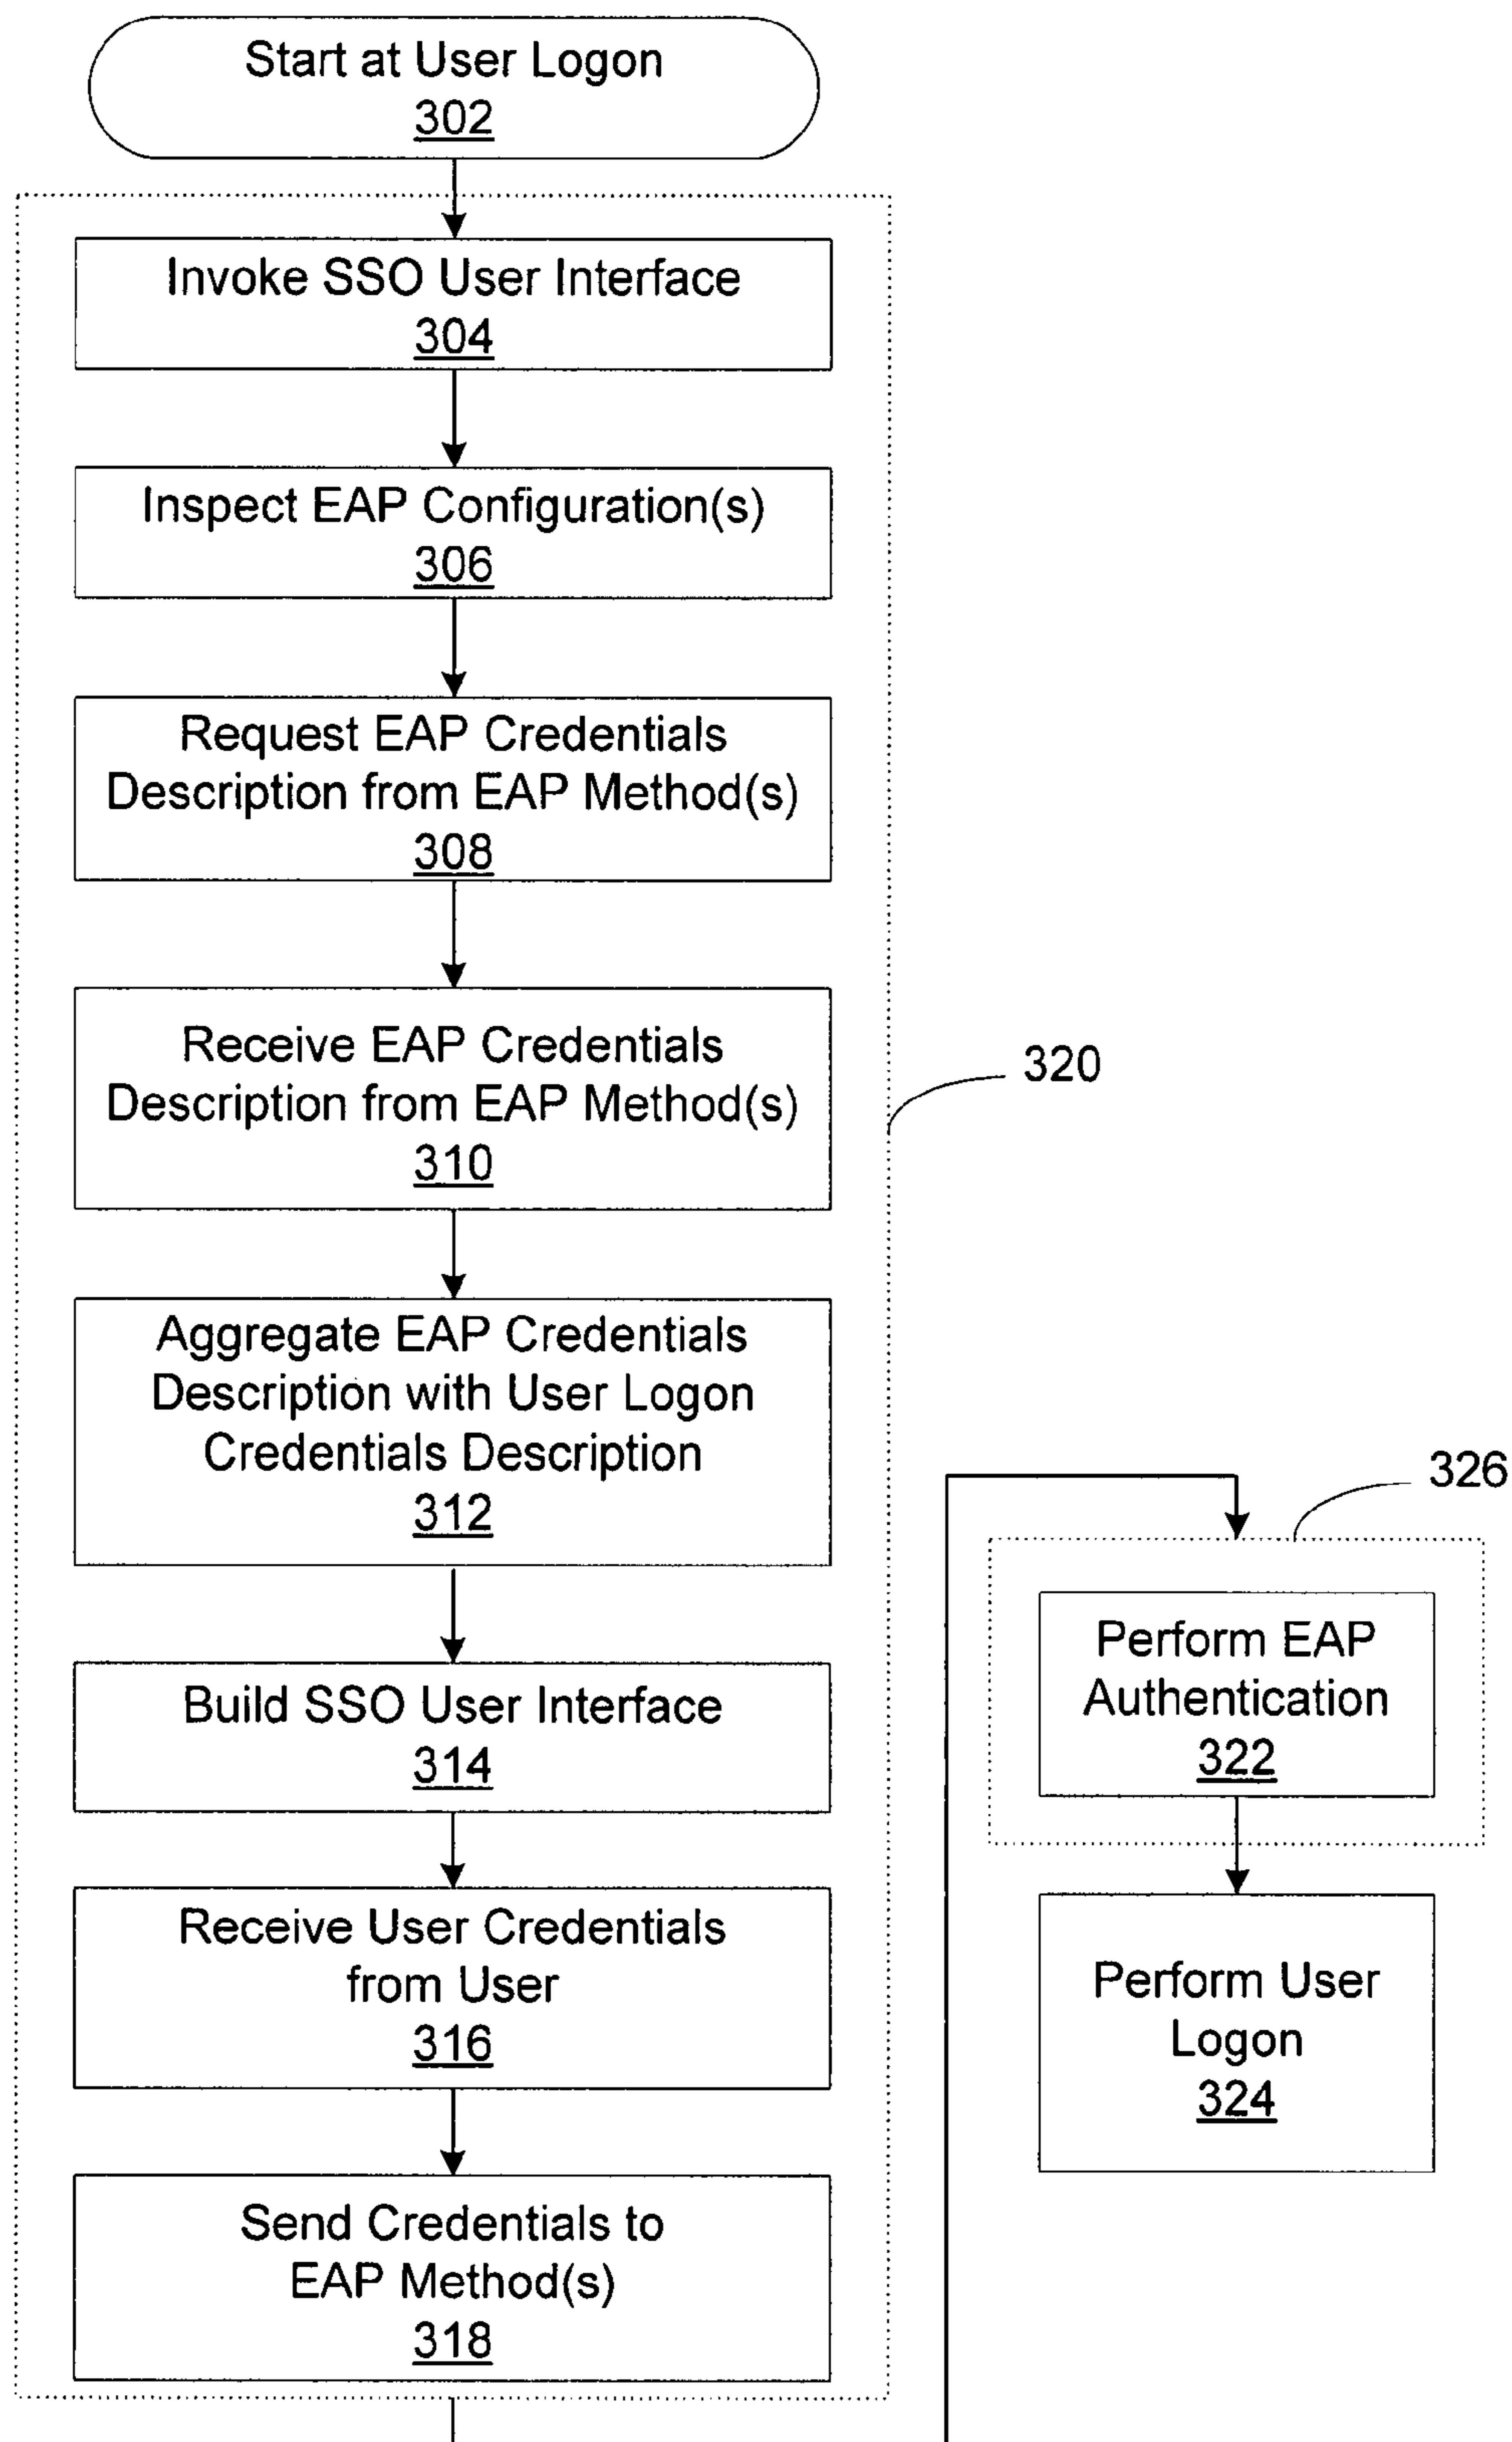 Start at User Logon
302
Invoke SSO User Interface
304
Inspect EAP Configuration(s)
306
Request EAP Credentials
Description from EAP Method(s)
308
Receive EAP Credentials
Description from EAP Method(s)
310
320
Aggregate EAP Credentials
Description with User Logon
Credentials Description
312
Build SSO User Interface
314
Receive User Credentials
from User
316
Send Credentials to
EAP Method(s)
318
326
Perform EAP
Authentication
322
Perform User
Logon
324